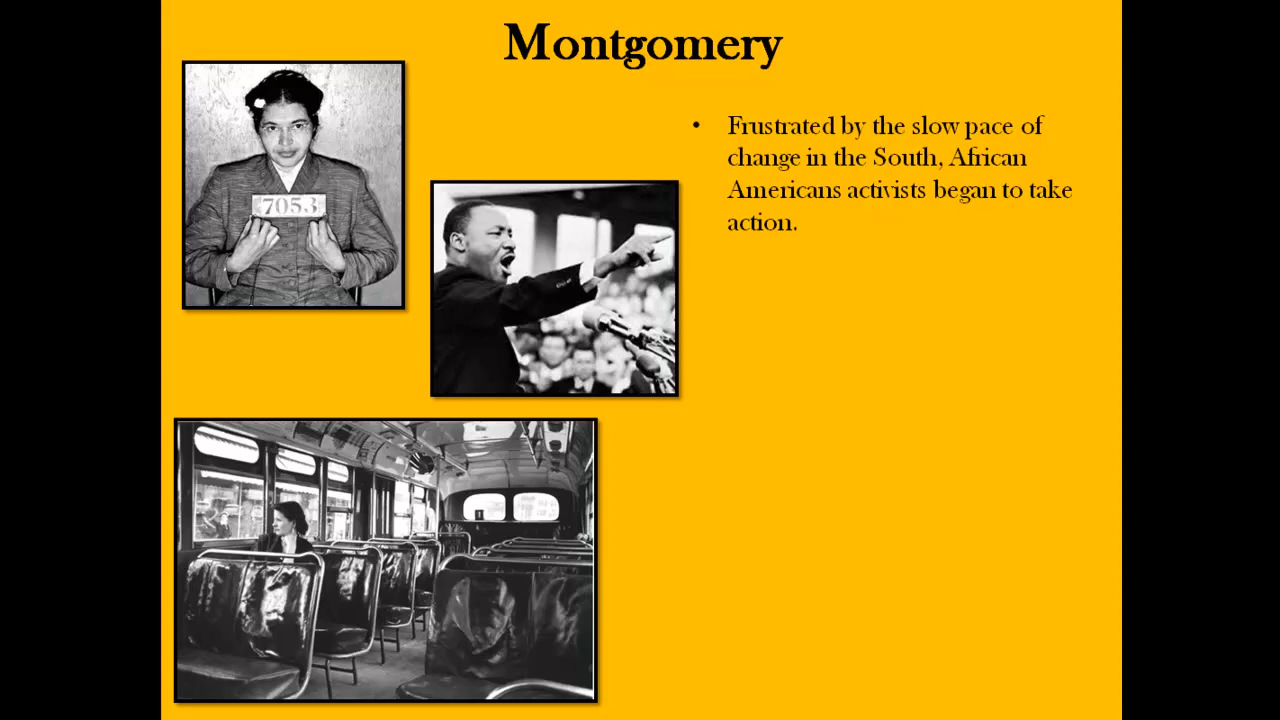 Montgomery
7053
• Frustrated by the slow pace of
change in the South, African
Americans activists began to take
action.